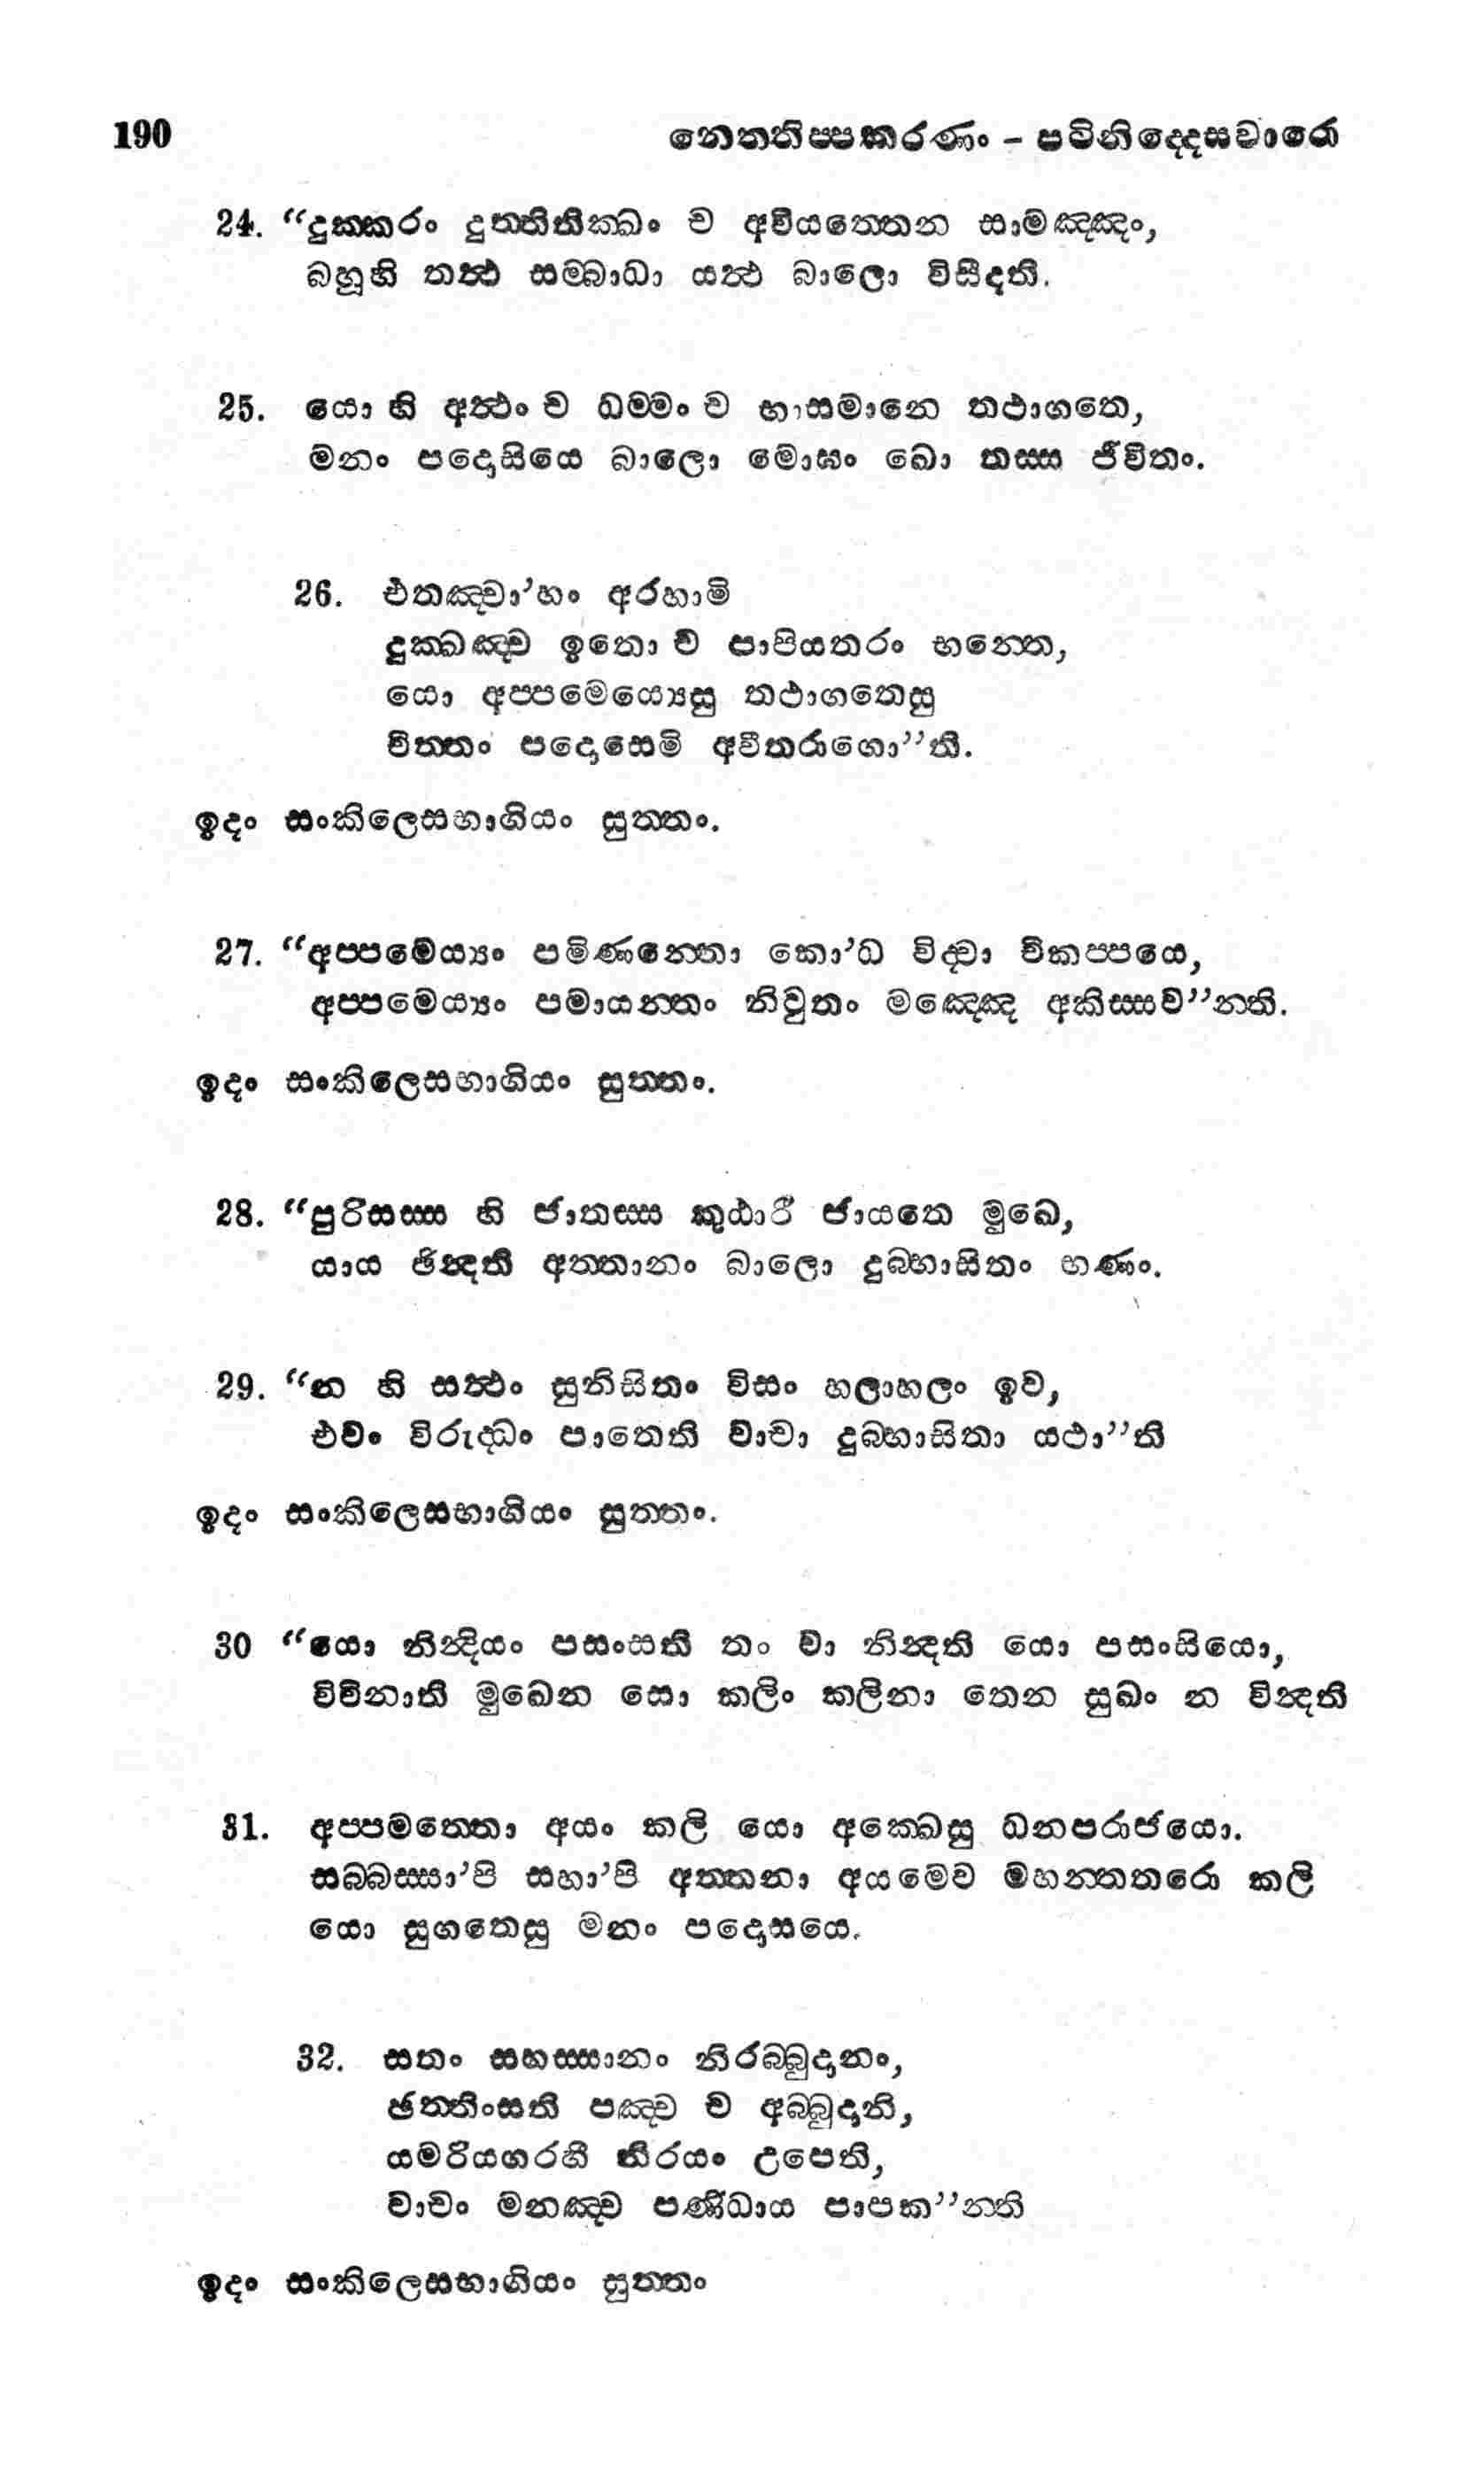 190 නෙත්තිප්පකරණං – පටිනිද්දෙසවාරො
24. “දුක්කරං දුත්තිතික්ඛං ච අවියත්තෙන සාමඤ්ඤං,
බහූහි තත්ථ සම්බාධා යත්ථ බාලො විසීදති.
25. යො හි අත්ථං ච ධම්මං ච භාසමානෙ තථාගතෙ,
මනං පදොසියෙ බාලො මොඝං ඛො තස්ස ජීවිතං.
26. එතඤ්චා’හං අරහාමි
දුක්ඛඤ්ච ඉතො ච පාපියතරං භන්තෙ,
යො අප්පමෙය්‍යෙසු තථාගතෙසු
චිත්තං පදොසෙමි අවීතරාගො”ති.
ඉදං සංකිලෙසභාගියං සුත්තං.
27. “අප්පමෙය්‍යං පමිණන්තො කො’ධ විද්වා විකප්පයෙ,
අප්පමෙය්‍යං පමායන්තං නිවුතං මඤ්ඤෙ අකිස්සව”න්ති.
ඉදං සංකිලෙසභාගියං සුත්තං.
28. “පුරිසස්ස හි ජාතස්ස කුඨාරී ජායතෙ මුඛෙ,
යාය ඡින්දති අත්තානං බාලො දුබ්භාසිතං භණං.
29. “න හි සත්ථං සුනිසිතං විසං හලාහලං ඉව,
එවං විරුද්ධං පාතෙති වාචා දුබ්භාසිතා යථා”ති
ඉදං සංකිලෙසභාගියං සුත්තං.
30 “යො නින්දියං පසංසති තං වා නින්දති යො පසංසියො,
විචිනාති මුඛෙන සො කලිං කලිනා තෙන සුඛං න වින්දති
31. අප්පමත්තො අයං කලි යො අක්ඛෙසු ධනපරාජයො.
සබ්බස්සා’පි සහා’පි අත්තනා අයමෙව මහන්තතරො කලි
යො සුගතෙසු මනං පදොසයෙ.
32. සතං සහස්සානං නිරබ්බුදානං,
ඡත්තිංසති පඤ්ච ච අබ්බුදානි,
යමරියගරහී නිරයං උපෙති,
වාචං මනඤ්ච පණිධාය පාපක”න්ති
ඉදං සංකිලෙසභාගියං සුත්තං